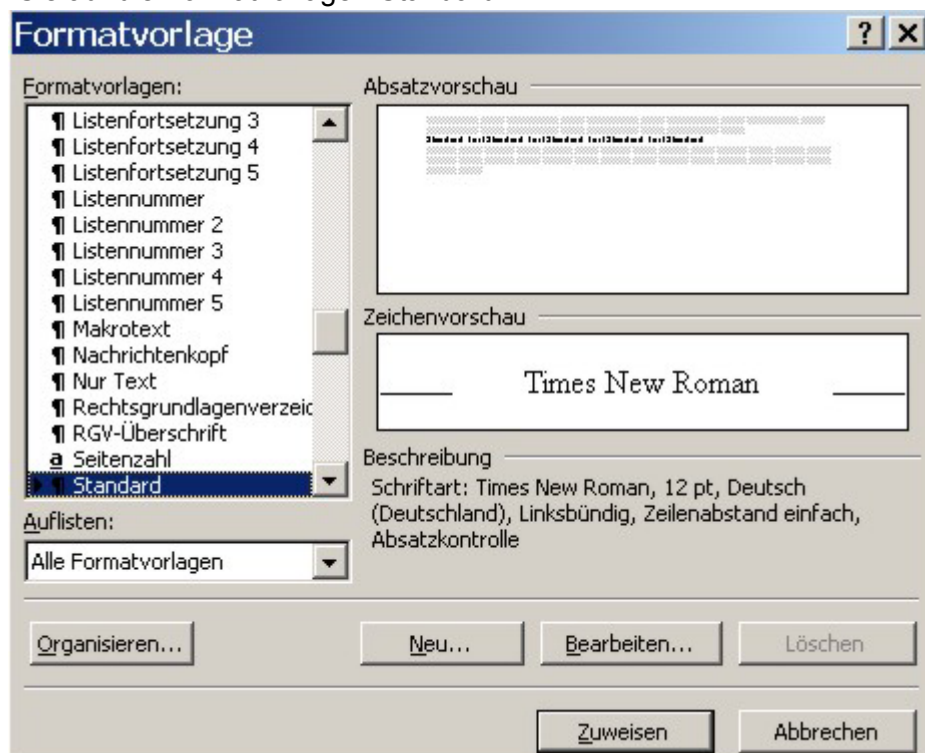 Formatvorlage
Formatvorlagen:
Listenfortsetzung 3
Listenfortsetzung 4
Listenfortsetzung 5
Listennummer
Listennummer 2
Listennummer 3
Listennummer 4
Listennummer 5
Makrotext
Nachrichtenkopf
Nur Text
Rechtsgrundlagenverzeic
RGV-Überschrift
a Seitenzahl
Standard
Auflisten:
Alle Formatvorlagen
Absatzvorschau
Zeichenvorschau
Times New Roman
Beschreibung
Schriftart: Times New Roman, 12 pt, Deutsch
(Deutschland), Linksbündig, Zeilenabstand einfach,
Absatzkontrolle
Organisieren...
Neu...
Bearbeiten...
Löschen
Zuweisen
Abbrechen